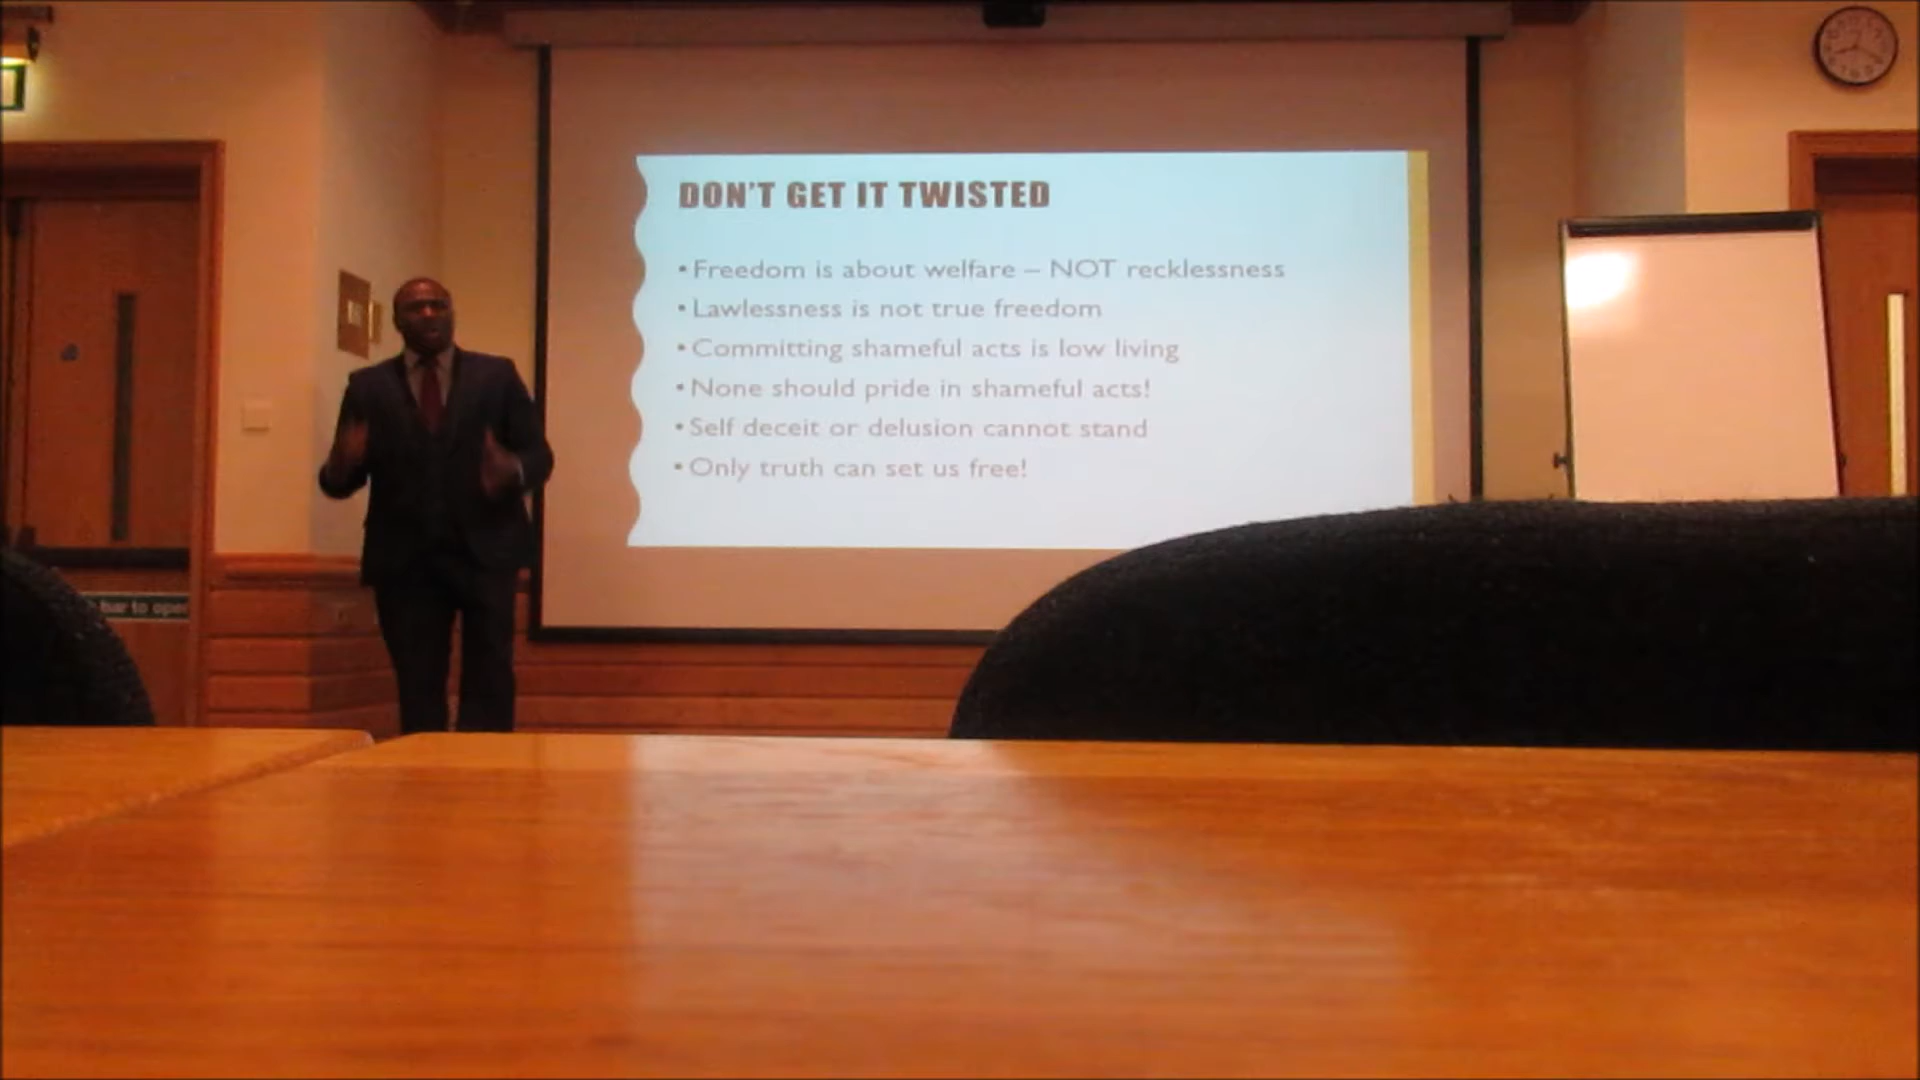 DON'T GET IT TWISTED
• Freedom is about welfare – NOT recklessness
• Lawlessness is not true freedom
• Committing shameful acts is low living
• None should pride in shameful acts!
• Self deceit or delusion cannot stand
• Only truth can set us free!
bar to open